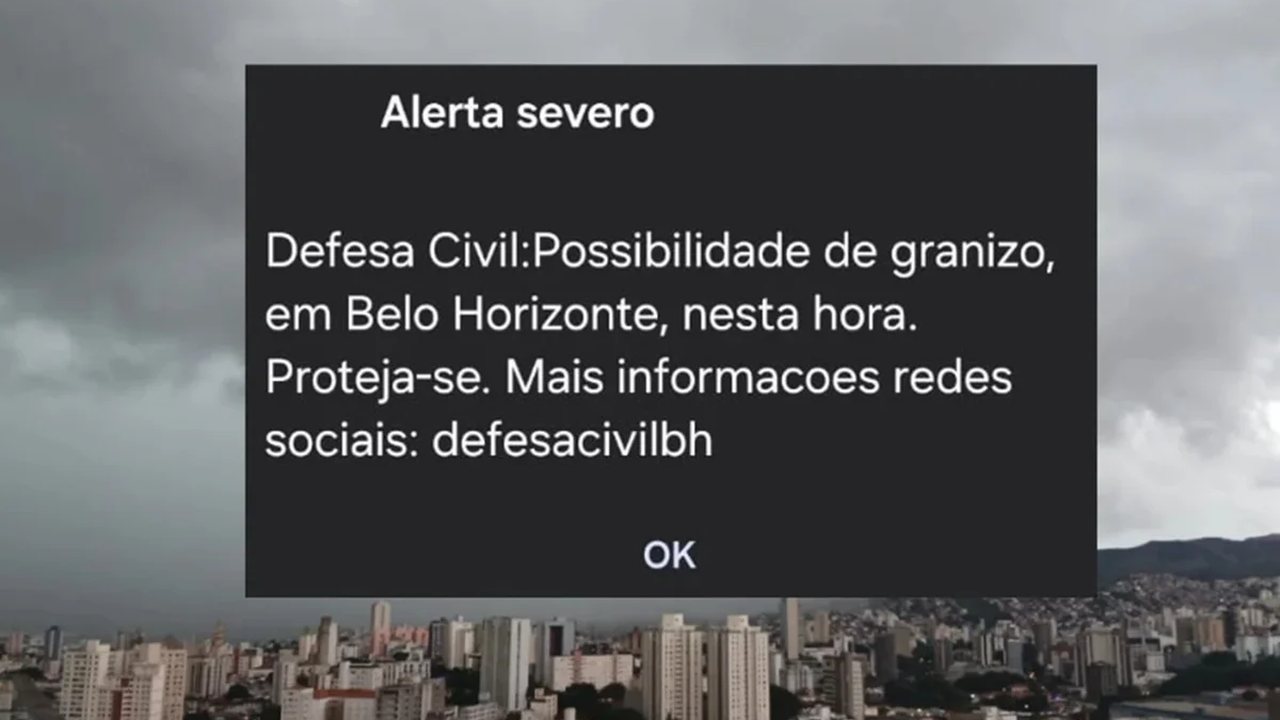 Alerta severo
Defesa Civil:Possibilidade de granizo,
em Belo Horizonte, nesta hora.
Proteja-se. Mais informacoes redes
sociais: defesacivilbh
OK